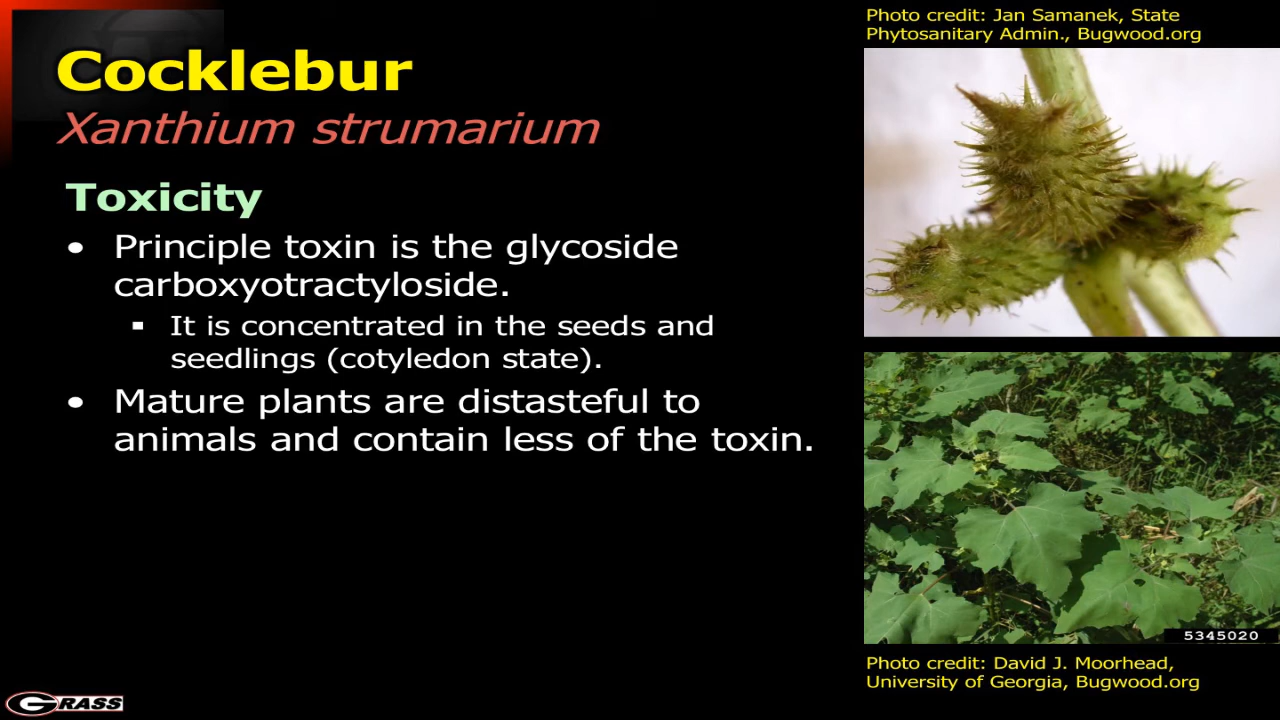 Photo credit: Jan Samanek, State
Phytosanitary Admin., Bugwood.org
Cocklebur
Xanthium strumarium
Toxicity
• Principle toxin is the glycoside
carboxyotractyloside.
▪ It is concentrated in the seeds and
seedlings (cotyledon state).
• Mature plants are distasteful to
animals and contain less of the toxin.
5345020
Photo credit: David J. Moorhead,
University of Georgia, Bugwood.org
GRASS